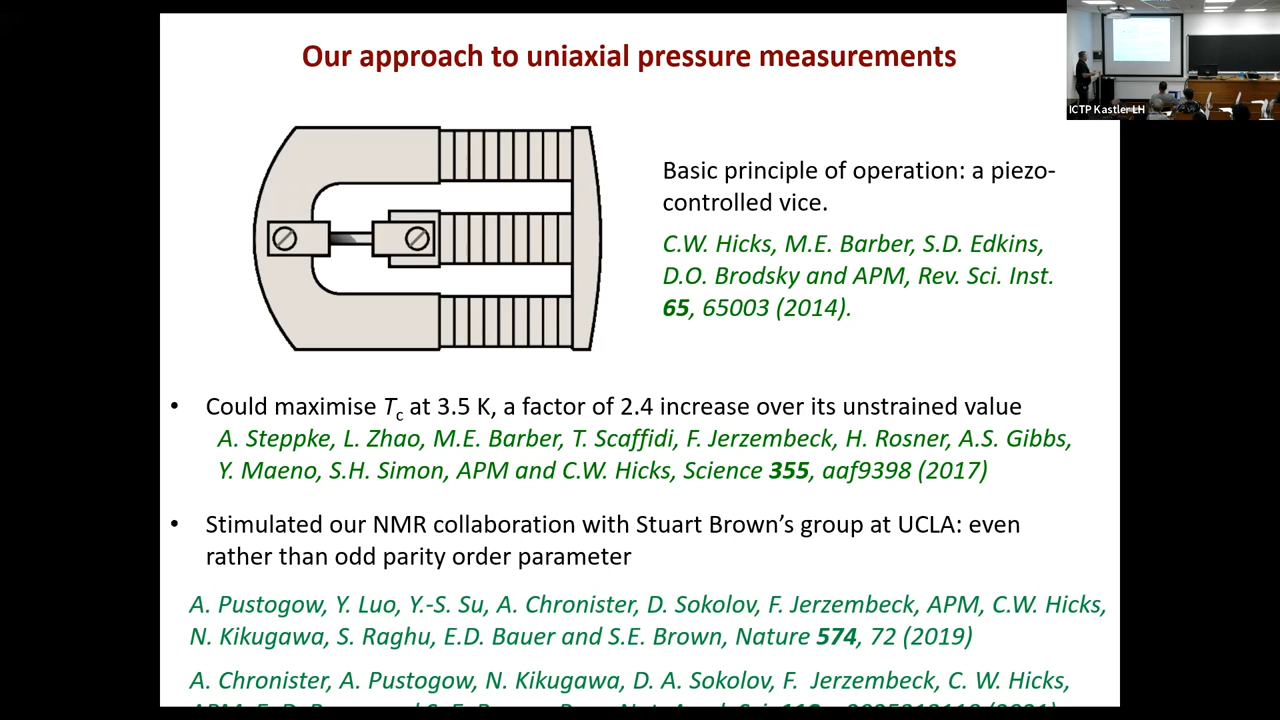 Our approach to uniaxial pressure measurements
ICTP Kastler LH
Basic principle of operation: a piezo-
controlled vice.
C.W. Hicks, M.E. Barber, S.D. Edkins,
D.O. Brodsky and APM, Rev. Sci. Inst.
65, 65003 (2014).
• Could maximise Tc at 3.5 K, a factor of 2.4 increase over its unstrained value
A. Steppke, L. Zhao, M.E. Barber, T. Scaffidi, F. Jerzembeck, H. Rosner, A.S. Gibbs,
Y. Maeno, S.H. Simon, APM and C.W. Hicks, Science 355, aaf9398 (2017)
• Stimulated our NMR collaboration with Stuart Brown’s group at UCLA: even
rather than odd parity order parameter
A. Pustogow, Y. Luo, Y.-S. Su, A. Chronister, D. Sokolov, F. Jerzembeck, APM, C.W. Hicks,
N. Kikugawa, S. Raghu, E.D. Bauer and S.E. Brown, Nature 574, 72 (2019)
A. Chronister, A. Pustogow, N. Kikugawa, D. A. Sokolov, F. Jerzembeck, C. W. Hicks,